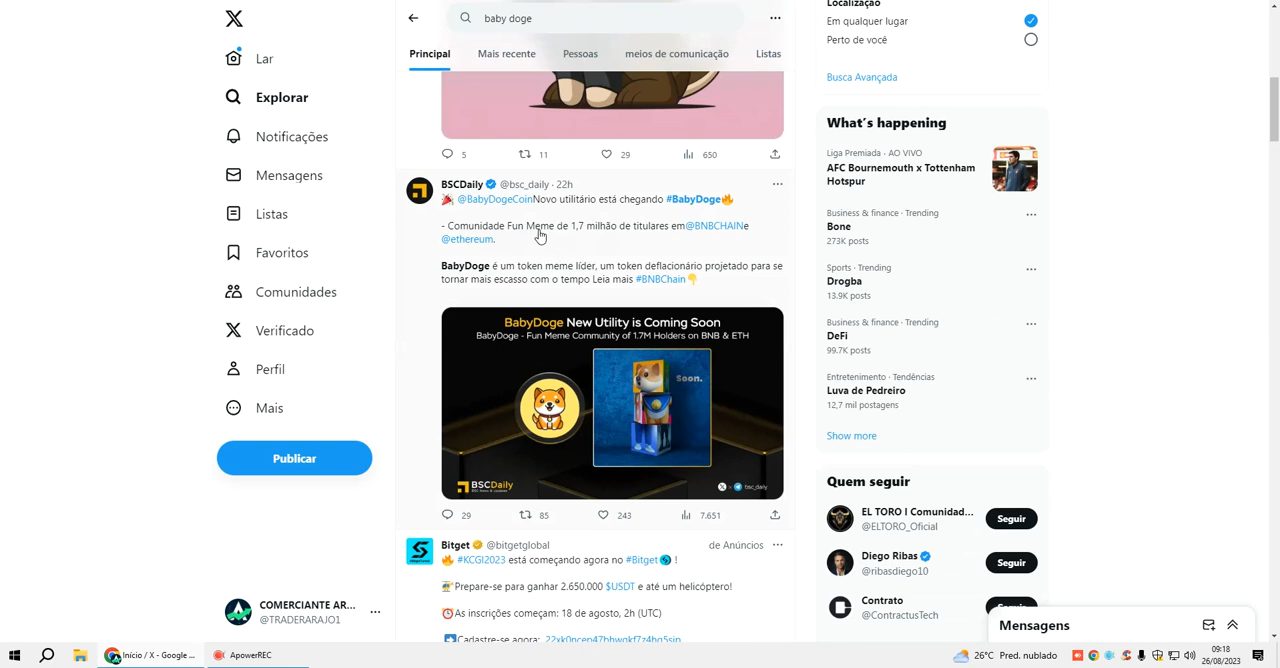 Lar
Explorar
Notificações
Mensagens
Listas
Favoritos
Comunidades
Verificado
Perfil
Mais
Publicar
COMERCIANTE AR...
@TRADERARAJO1
baby doge
Principal
Mais recente
Pessoas
meios de comunicação
Listas
5
11
29
650
BSCDaily @bsc_daily · 22h
@BabyDogeCoinNovo utilitário está chegando #BabyDoge
- Comunidade Fun Meme de 1,7 milhão de titulares em@BNBCHAINe
@ethereum.
BabyDoge é um token meme líder, um token deflacionário projetado para se
tornar mais escasso com o tempo Leia mais #BNBChain
BabyDoge New Utility is Coming Soon
BabyDoge - Fun Meme Community of 1.7M Holders on BNB & ETH
Soon.
BSCDaily
bsc_daily
29
85
243
7.651
Bitget @bitgetglobal
de Anúncios
#KCGI2023 está começando agora no #Bitget !
Prepare-se para ganhar 2.650.000 $USDT e até um helicóptero!
As inscrições começam: 18 de agosto, 2h (UTC)
Cadastre-se agora:
Localização
Em qualquer lugar
Perto de você
Busca Avançada
What's happening
Liga Premiada · AO VIVO
AFC Bournemouth x Tottenham
Hotspur
Business & finance · Trending
Bone
273K posts
Sports · Trending
Drogba
13.9K posts
Business & finance · Trending
DeFi
99.7K posts
Entretenimento · Tendências
Luva de Pedreiro
12,7 mil postagens
Show more
Quem seguir
EL TORO l Comunidad...
@ELTORO_Oficial
Seguir
Diego Ribas
@ribasdiego10
Seguir
Contrato
@ContractusTech
Mensagens
Início / X - Google ...
ApowerREC
26°C Pred. nublado
09:18
26/08/2023